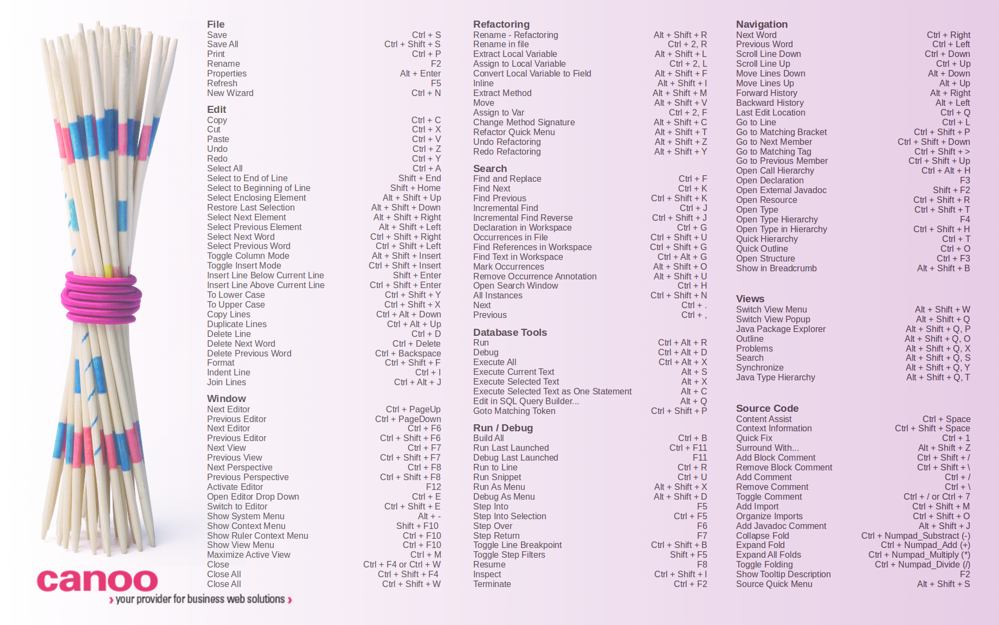 File
Save Ctrl + S
Save All Ctrl + Shift + S
Print Ctrl + P
Rename F2
Properties Alt + Enter
Refresh F5
New Wizard Ctrl + N
Edit
Copy Ctrl + C
Cut Ctrl + X
Paste Ctrl + V
Undo Ctrl + Z
Redo Ctrl + Y
Select All Ctrl + A
Select to End of Line Shift + End
Select to Beginning of Line Shift + Home
Select Enclosing Element Alt + Shift + Up
Restore Last Selection Alt + Shift + Down
Select Next Element Alt + Shift + Right
Select Previous Element Alt + Shift + Left
Select Next Word Ctrl + Shift + Right
Select Previous Word Ctrl + Shift + Left
Toggle Column Mode Alt + Shift + Insert
Toggle Insert Mode Ctrl + Shift + Insert
Insert Line Below Current Line Shift + Enter
Insert Line Above Current Line Ctrl + Shift + Enter
To Lower Case Ctrl + Shift + Y
To Upper Case Ctrl + Shift + X
Copy Lines Ctrl + Alt + Down
Duplicate Lines Ctrl + Alt + Up
Delete Line Ctrl + D
Delete Next Word Ctrl + Delete
Delete Previous Word Ctrl + Backspace
Format Ctrl + Shift + F
Indent Line Ctrl + I
Join Lines Ctrl + Alt + J
Window
Next Editor Ctrl + PageUp
Previous Editor Ctrl + PageDown
Next Editor Ctrl + F6
Previous Editor Ctrl + Shift + F6
Next View Ctrl + F7
Previous View Ctrl + Shift + F7
Next Perspective Ctrl + F8
Previous Perspective Ctrl + Shift + F8
Activate Editor F12
Open Editor Drop Down Ctrl + E
Switch to Editor Ctrl + Shift + E
Show System Menu Alt + -
Show Context Menu Shift + F10
Show Ruler Context Menu Ctrl + F10
Show View Menu Ctrl + F10
Maximize Active View Ctrl + M
Close Ctrl + F4 or Ctrl + W
Close All Ctrl + Shift + F4
Close All Ctrl + Shift + W
Refactoring
Rename - Refactoring Alt + Shift + R
Rename in file Ctrl + 2, R
Extract Local Variable Alt + Shift + L
Assign to Local Variable Ctrl + 2, L
Convert Local Variable to Field Alt + Shift + F
Inline Alt + Shift + I
Extract Method Alt + Shift + M
Move Alt + Shift + V
Assign to Var Ctrl + 2, F
Change Method Signature Alt + Shift + C
Refactor Quick Menu Alt + Shift + T
Undo Refactoring Alt + Shift + Z
Redo Refactoring Alt + Shift + Y
Search
Find and Replace Ctrl + F
Find Next Ctrl + K
Find Previous Ctrl + Shift + K
Incremental Find Ctrl + J
Incremental Find Reverse Ctrl + Shift + J
Declaration in Workspace Ctrl + G
Occurrences in File Ctrl + Shift + U
Find References in Workspace Ctrl + Shift + G
Find Text in Workspace Ctrl + Alt + G
Mark Occurrences Alt + Shift + O
Remove Occurrence Annotation Alt + Shift + U
Open Search Window Ctrl + H
All Instances Ctrl + Shift + N
Next Ctrl + .
Previous Ctrl + ,
Database Tools
Run Ctrl + Alt + R
Debug Ctrl + Alt + D
Execute All Ctrl + Alt + X
Execute Current Text Alt + S
Execute Selected Text Alt + X
Execute Selected Text as One Statement Alt + C
Edit in SQL Query Builder... Alt + Q
Goto Matching Token Ctrl + Shift + P
Run / Debug
Build All Ctrl + B
Run Last Launched Ctrl + F11
Debug Last Launched F11
Run to Line Ctrl + R
Run Snippet Ctrl + U
Run As Menu Alt + Shift + X
Debug As Menu Alt + Shift + D
Step Into F5
Step Into Selection Ctrl + F5
Step Over F6
Step Return F7
Toggle Line Breakpoint Ctrl + Shift + B
Toggle Step Filters Shift + F5
Resume F8
Inspect Ctrl + Shift + I
Terminate Ctrl + F2
Navigation
Next Word Ctrl + Right
Previous Word Ctrl + Left
Scroll Line Down Ctrl + Down
Scroll Line Up Ctrl + Up
Move Lines Down Alt + Down
Move Lines Up Alt + Up
Forward History Alt + Right
Backward History Alt + Left
Last Edit Location Ctrl + Q
Go to Line Ctrl + L
Go to Matching Bracket Ctrl + Shift + P
Go to Next Member Ctrl + Shift + Down
Go to Matching Tag Ctrl + Shift + >
Go to Previous Member Ctrl + Shift + Up
Open Call Hierarchy Ctrl + Alt + H
Open Declaration F3
Open External Javadoc Shift + F2
Open Resource Ctrl + Shift + R
Open Type Ctrl + Shift + T
Open Type Hierarchy F4
Open Type in Hierarchy Ctrl + Shift + H
Quick Hierarchy Ctrl + T
Quick Outline Ctrl + O
Open Structure Ctrl + F3
Show in Breadcrumb Alt + Shift + B
Views
Switch View Menu Alt + Shift + W
Switch View Popup Alt + Shift + Q
Java Package Explorer Alt + Shift + Q, P
Outline Alt + Shift + Q, O
Problems Alt + Shift + Q, X
Search Alt + Shift + Q, S
Synchronize Alt + Shift + Q, Y
Java Type Hierarchy Alt + Shift + Q, T
Source Code
Content Assist Ctrl + Space
Context Information Ctrl + Shift + Space
Quick Fix Ctrl + 1
Surround With... Alt + Shift + Z
Add Block Comment Ctrl + Shift + /
Remove Block Comment Ctrl + Shift + \
Add Comment Ctrl + /
Remove Comment Ctrl + \
Toggle Comment Ctrl + / or Ctrl + 7
Add Import Ctrl + Shift + M
Organize Imports Ctrl + Shift + O
Add Javadoc Comment Alt + Shift + J
Collapse Fold Ctrl + Numpad_Substract (-)
Expand Fold Ctrl + Numpad_Add (+)
Expand All Folds Ctrl + Numpad_Multiply (*)
Toggle Folding Ctrl + Numpad_Divide (/)
Show Tooltip Description F2
Source Quick Menu Alt + Shift + S
canoo
› your provider for business web solutions ›